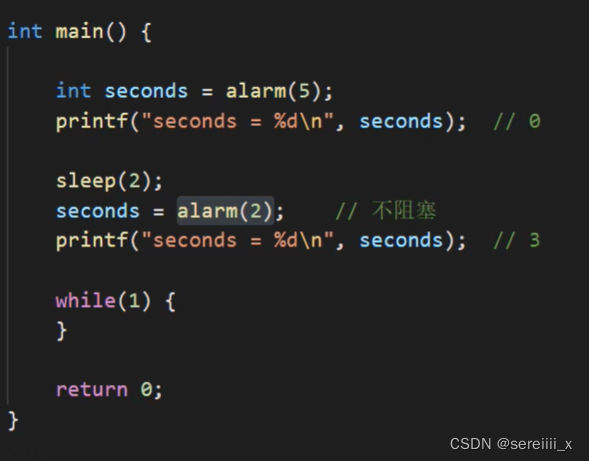 int main() {
int seconds = alarm(5);
printf("seconds = %d\n", seconds);  // 0
sleep(2);
seconds = alarm(2);    // 不阻塞
printf("seconds = %d\n", seconds);  // 3
while(1) {
}
return 0;
}
CSDN @sereiiii_x